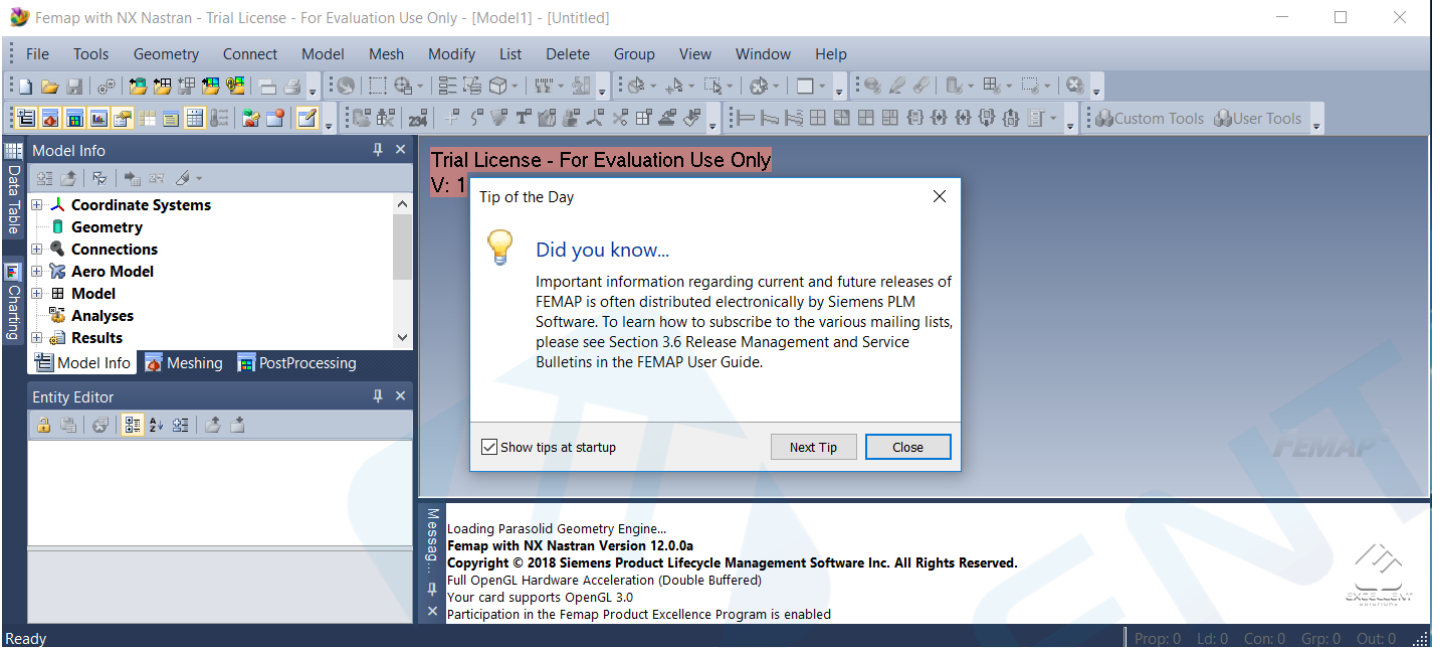 Femap with NX Nastran - Trial License - For Evaluation Use Only - [Model1] - [Untitled]
File Tools Geometry Connect Model Mesh Modify List Delete Group View Window Help
234
Custom Tools User Tools
Data Table
Charting
Model Info
Coordinate Systems
Geometry
Connections
Aero Model
Model
Analyses
Results
Model Info Meshing PostProcessing
Entity Editor
Trial License - For Evaluation Use Only
V: 1
Tip of the Day
Did you know...
Important information regarding current and future releases of
FEMAP is often distributed electronically by Siemens PLM
Software. To learn how to subscribe to the various mailing lists,
please see Section 3.6 Release Management and Service
Bulletins in the FEMAP User Guide.
Show tips at startup
Next Tip
Close
FEMAP
Messag...
Loading Parasolid Geometry Engine...
Femap with NX Nastran Version 12.0.0a
Copyright © 2018 Siemens Product Lifecycle Management Software Inc. All Rights Reserved.
Full OpenGL Hardware Acceleration (Double Buffered)
Your card supports OpenGL 3.0
Participation in the Femap Product Excellence Program is enabled
EXCELLENT
SOLUTIONS
Ready
Prop: 0 Ld: 0 Con: 0 Grp: 0 Out: 0